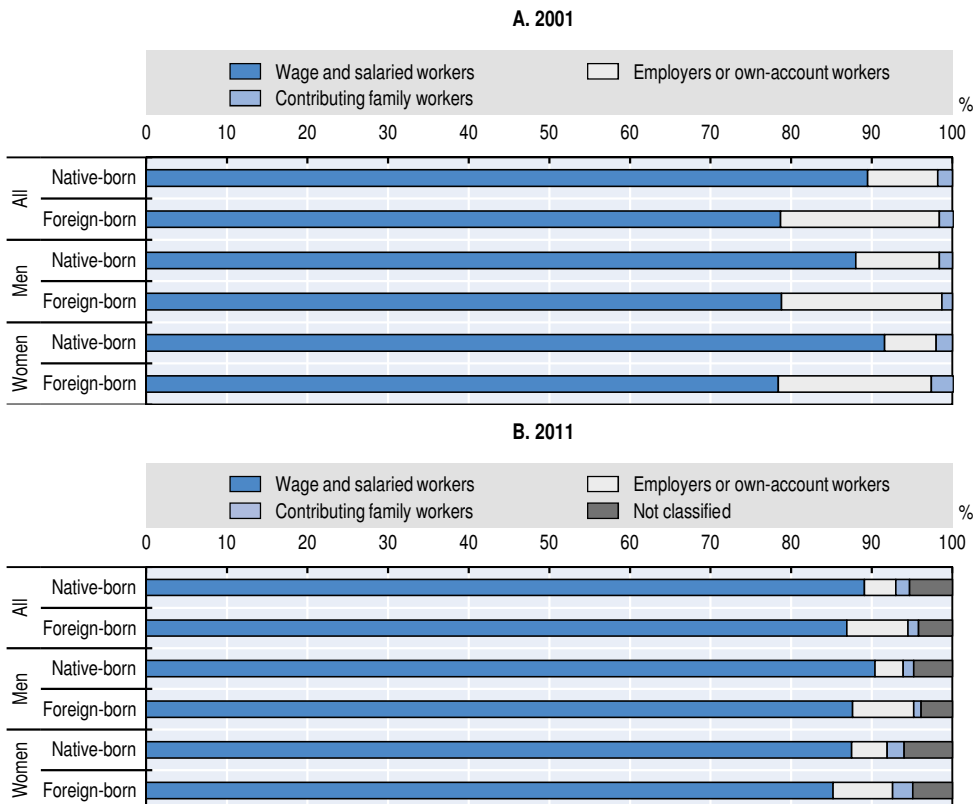 A. 2001
Wage and salaried workers Employers or own-account workers
Contributing family workers
%
0 10 20 30 40 50 60 70 80 90 100
All
Native-born
Foreign-born
Men
Native-born
Foreign-born
Women
Native-born
Foreign-born
B. 2011
Wage and salaried workers Employers or own-account workers
Contributing family workers Not classified
%
0 10 20 30 40 50 60 70 80 90 100
All
Native-born
Foreign-born
Men
Native-born
Foreign-born
Women
Native-born
Foreign-born